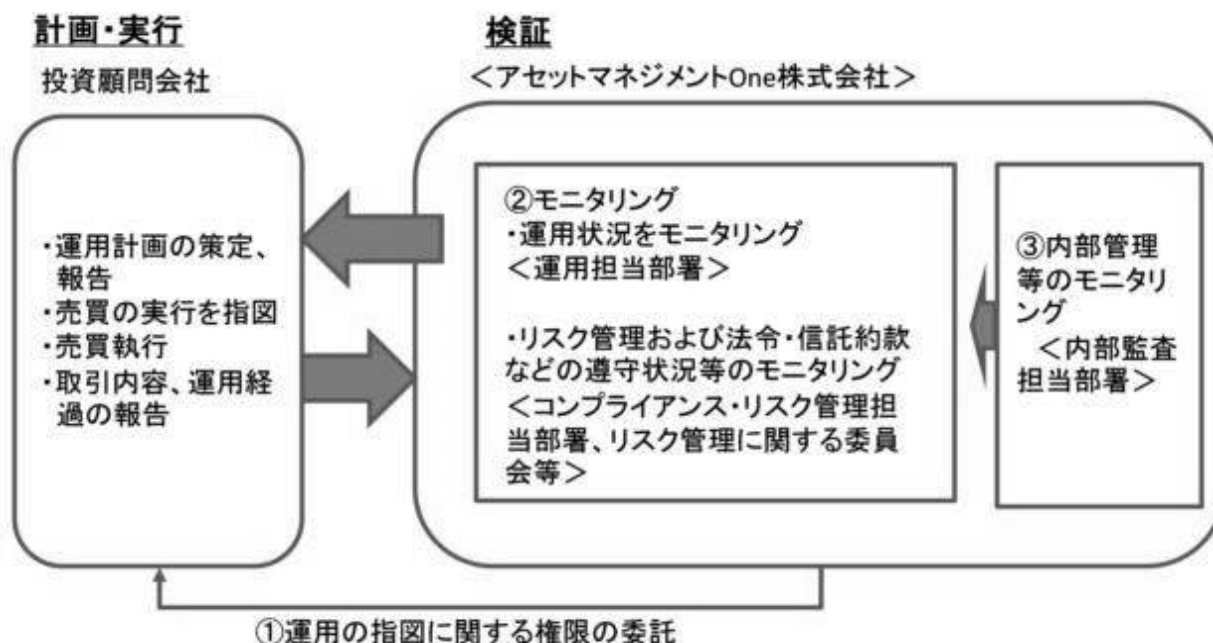 計画・実行
投資顧問会社
・運用計画の策定、
報告
・売買の実行を指図
・売買執行
・取引内容、運用経
過の報告
検証
＜アセットマネジメントOne株式会社＞
②モニタリング
・運用状況をモニタリング
＜運用担当部署＞
・リスク管理および法令・信託約款
などの遵守状況等のモニタリング
＜コンプライアンス・リスク管理担
当部署、リスク管理に関する委員
会等＞
③内部管理
等のモニタリ
ング
＜内部監査
担当部署＞
①運用の指図に関する権限の委託